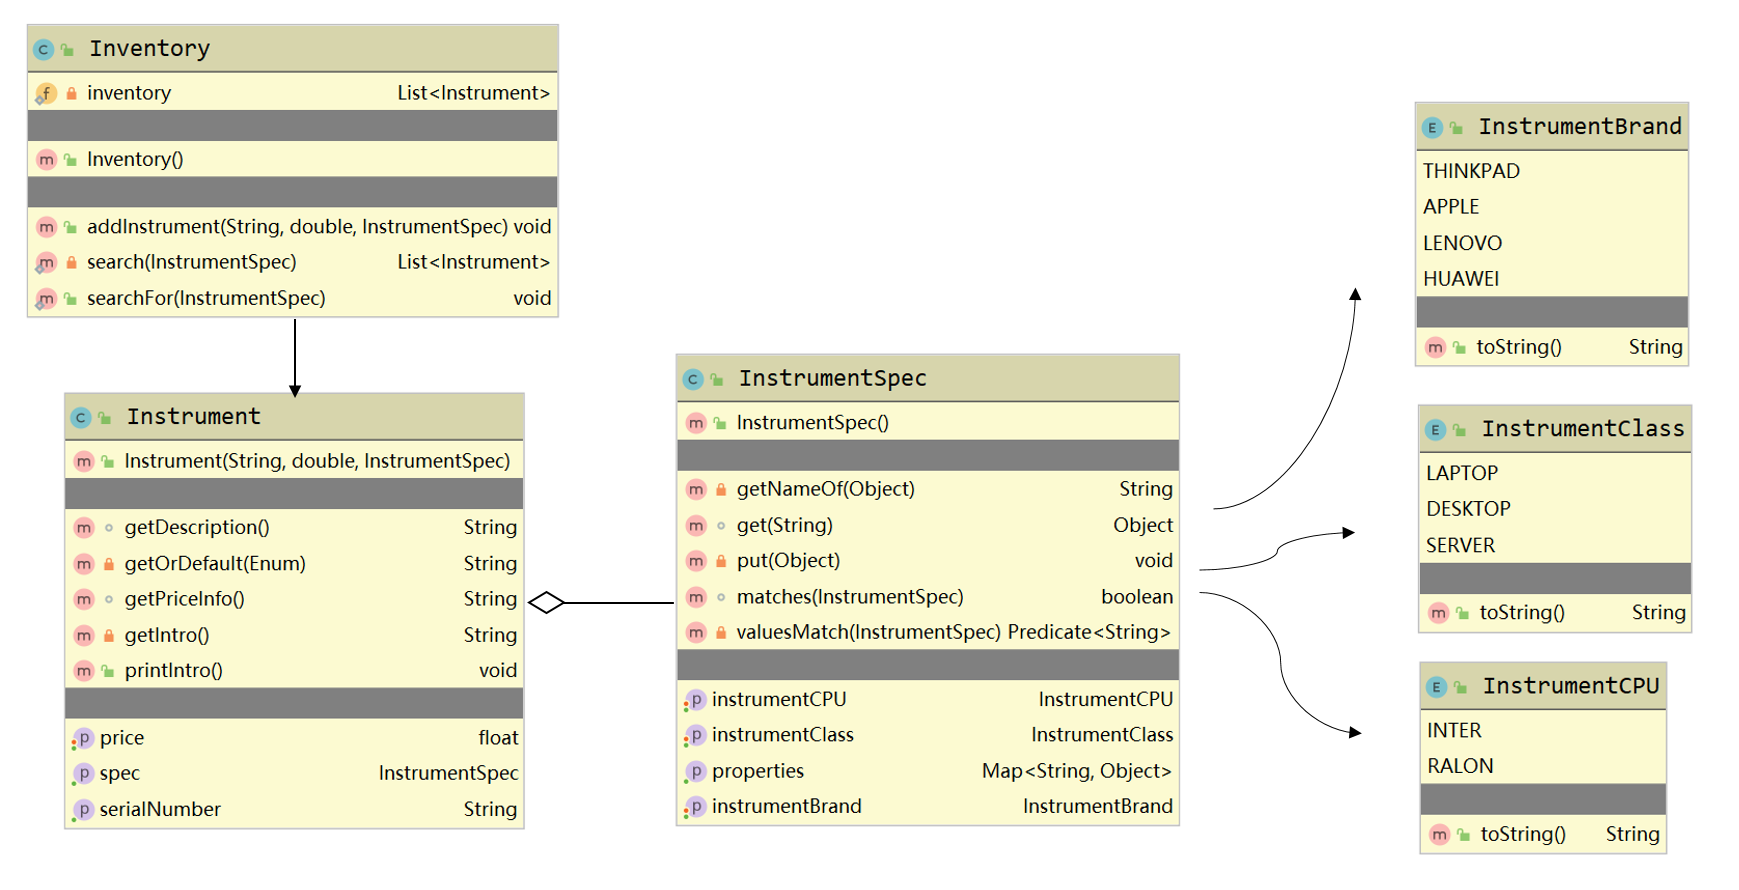 C Inventory
f inventory List<Instrument>
m Inventory()
m addInstrument(String, double, InstrumentSpec) void
m search(InstrumentSpec) List<Instrument>
m searchFor(InstrumentSpec) void
C Instrument
m Instrument(String, double, InstrumentSpec)
m getDescription() String
m getOrDefault(Enum) String
m getPriceInfo() String
m getIntro() String
m printIntro() void
p price float
p spec InstrumentSpec
p serialNumber String
C InstrumentSpec
m InstrumentSpec()
m getNameOf(Object) String
m get(String) Object
m put(Object) void
m matches(InstrumentSpec) boolean
m valuesMatch(InstrumentSpec) Predicate<String>
p instrumentCPU InstrumentCPU
p instrumentClass InstrumentClass
p properties Map<String, Object>
p instrumentBrand InstrumentBrand
E InstrumentBrand
THINKPAD
APPLE
LENOVO
HUAWEI
m toString() String
E InstrumentClass
LAPTOP
DESKTOP
SERVER
m toString() String
E InstrumentCPU
INTER
RALON
m toString() String